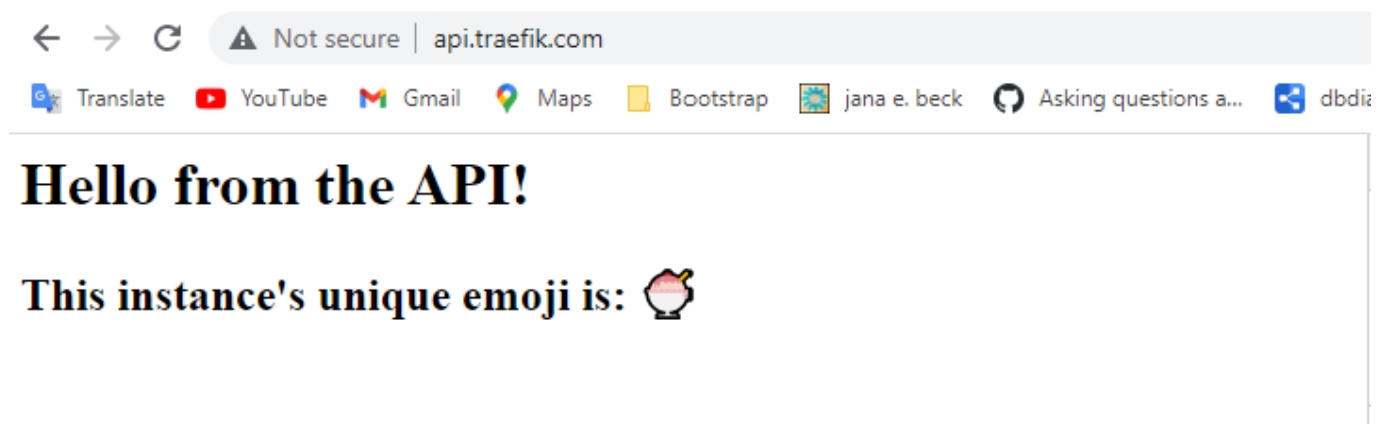 Not secure | api.traefik.com
Translate YouTube Gmail Maps Bootstrap jana e. beck Asking questions a... dbdia
Hello from the API!
This instance's unique emoji is: 🍧